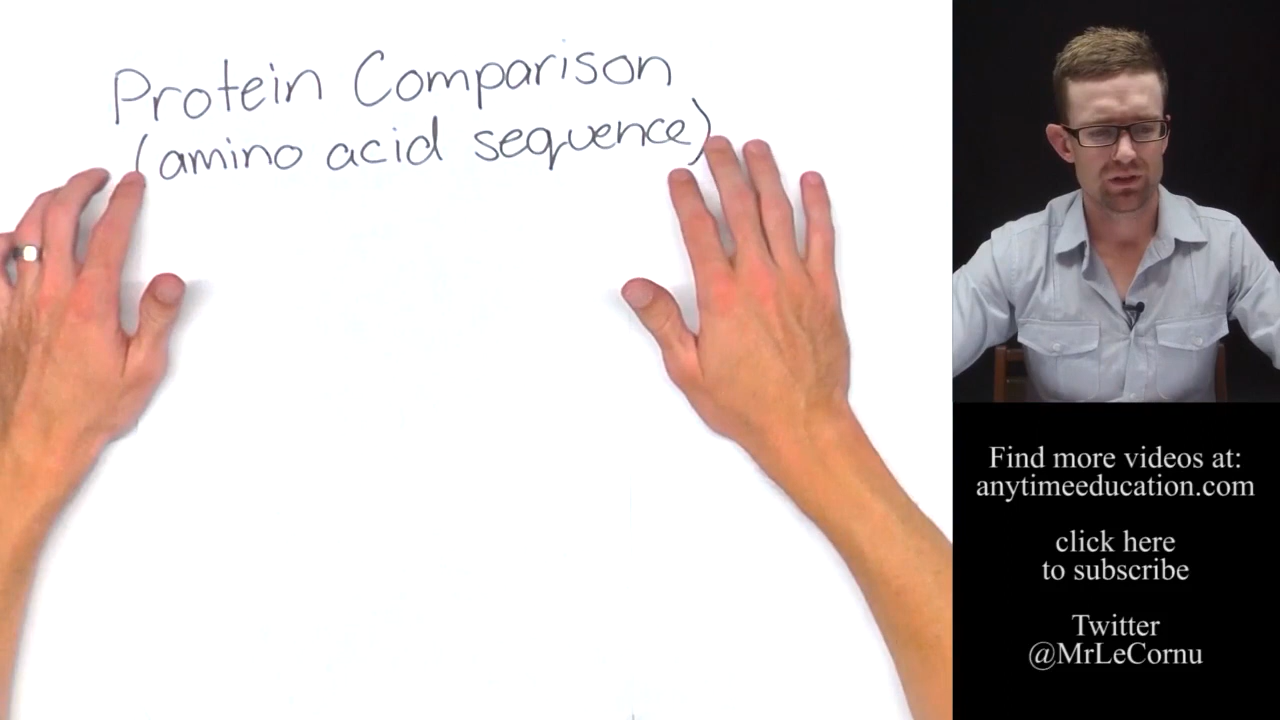 Protein Comparison
(amino acid sequence)
Find more videos at:
anytimeeducation.com
click here
to subscribe
Twitter
@MrLeCornu